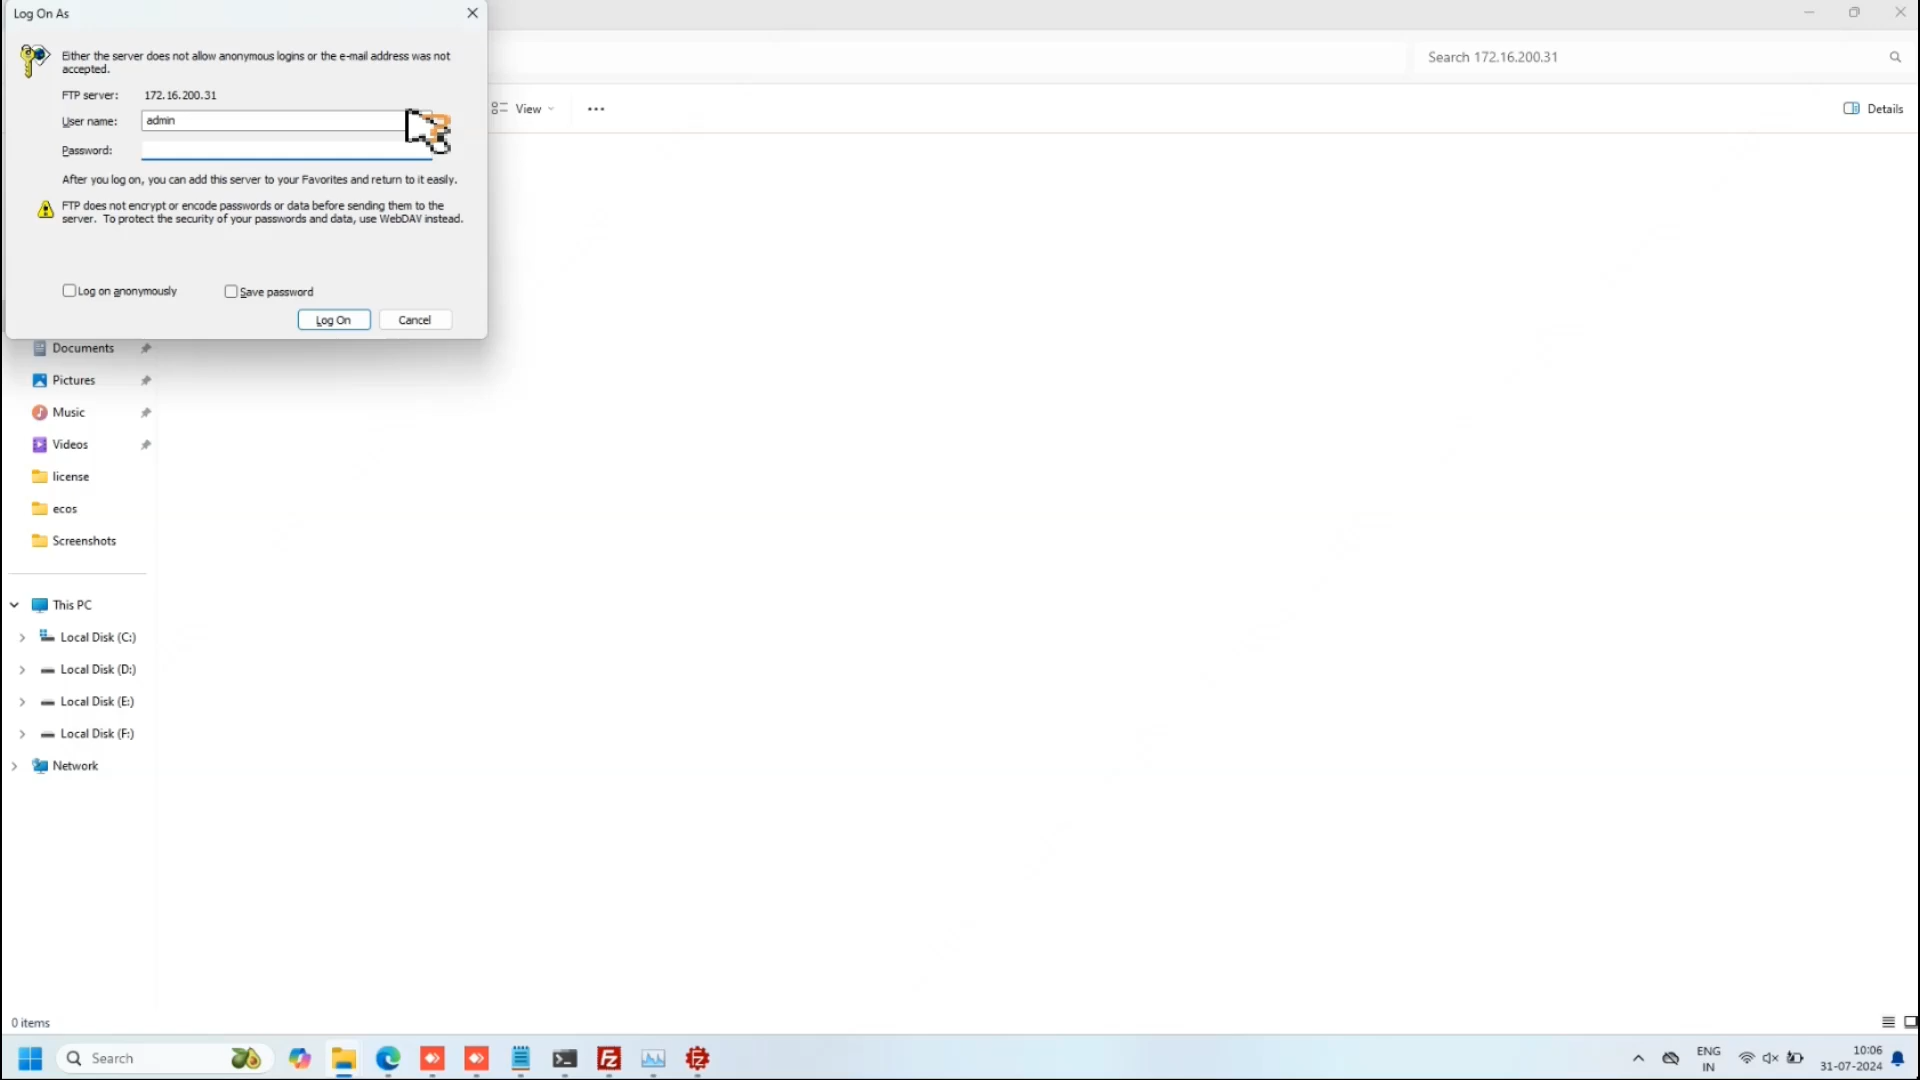 Log On As
Either the server does not allow anonymous logins or the e-mail address was not
accepted.
FTP server: 172.16.200.31
User name: admin
Password:
After you log on, you can add this server to your Favorites and return to it easily.
FTP does not encrypt or encode passwords or data before sending them to the
server. To protect the security of your passwords and data, use WebDAV instead.
Log on anonymously Save password
Log On Cancel
Search 172.16.200.31
View
Details
Documents
Pictures
Music
Videos
license
ecos
Screenshots
This PC
Local Disk (C:)
Local Disk (D:)
Local Disk (E:)
Local Disk (F:)
Network
0 items
Search
Fz
Fz
ENG
IN
10:06
31-07-2024